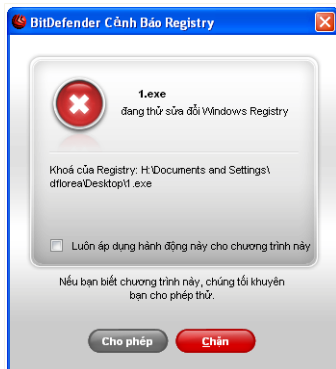 BitDefender Cảnh Báo Registry
1.exe
đang thử sửa đổi Windows Registry
Khoá của Registry: H:\Documents and Settings\
dflorea\Desktop\1.exe
Luôn áp dụng hành động này cho chương trình này
Nếu bạn biết chương trình này, chúng tôi khuyên
bạn cho phép thử.
Cho phép
Chặn